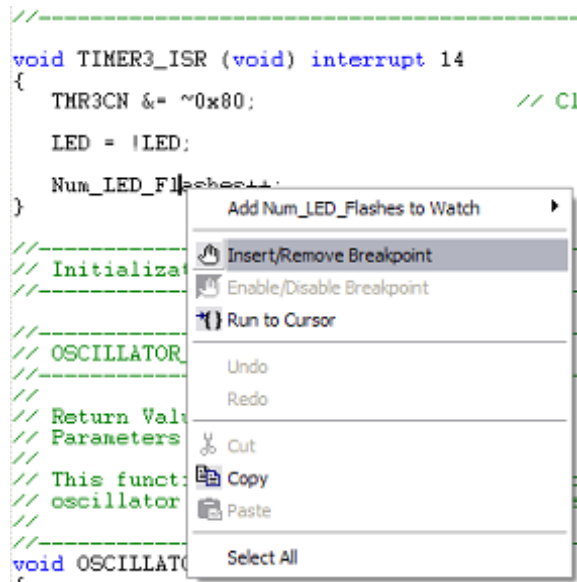 //
void TIMER3_ISR (void) interrupt 14
{
TMR3CN &= ~0x80; // Cl
LED = !LED;
Num_LED_Flashes++;
}
//
// Initializat
//
//
// OSCILLATOR_
//
//
// Return Valu
// Parameters
//
// This functi
// oscillator
//
//
void OSCILLATO
{
Add Num_LED_Flashes to Watch
Insert/Remove Breakpoint
Enable/Disable Breakpoint
Run to Cursor
Undo
Redo
Cut
Copy
Paste
Select All